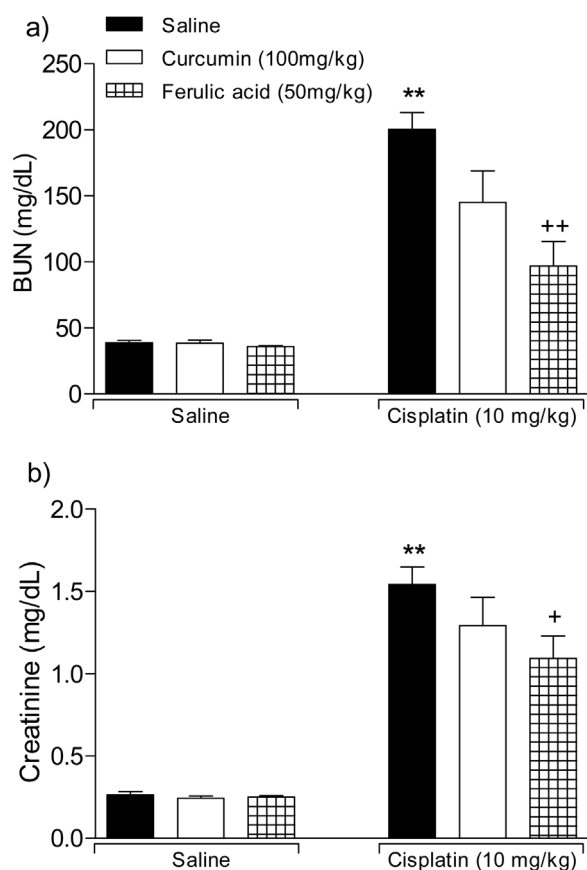 a)
Saline
Curcumin (100mg/kg)
Ferulic acid (50mg/kg)
BUN (mg/dL)
250
200
150
100
50
0
**
++
Saline
Cisplatin (10 mg/kg)
b)
Creatinine (mg/dL)
2.0
1.5
1.0
0.5
0.0
**
+
Saline
Cisplatin (10 mg/kg)